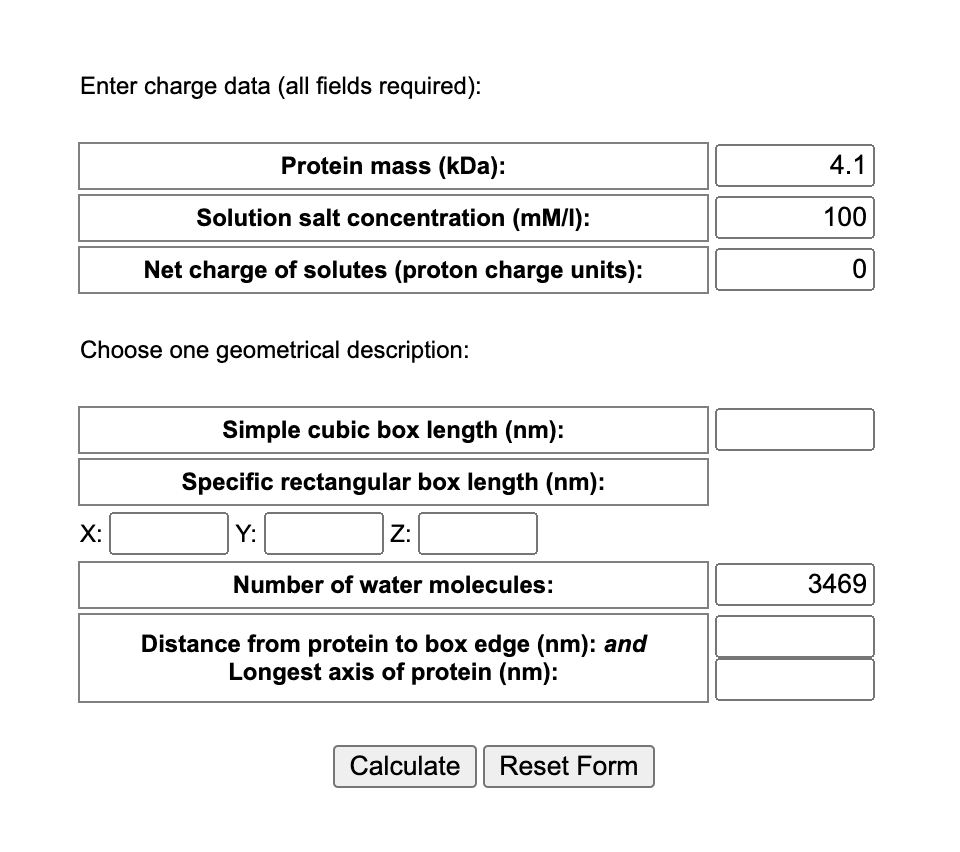 Enter charge data (all fields required):
Protein mass (kDa): 4.1
Solution salt concentration (mM/l): 100
Net charge of solutes (proton charge units): 0
Choose one geometrical description:
Simple cubic box length (nm):
Specific rectangular box length (nm):
X: Y: Z:
Number of water molecules: 3469
Distance from protein to box edge (nm): and
Longest axis of protein (nm):
Calculate Reset Form